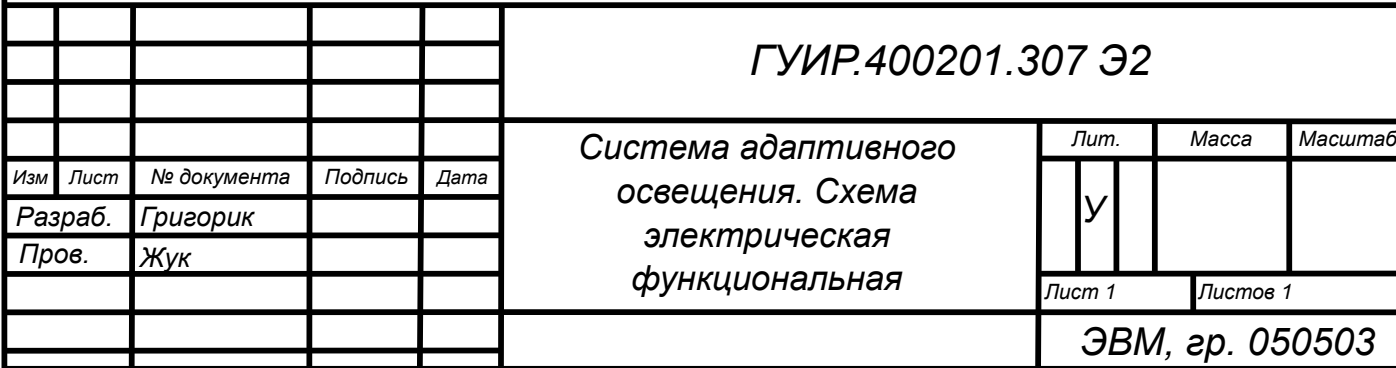 ГУИР.400201.307 Э2
Система адаптивного
освещения. Схема
электрическая
функциональная
Лит. Масса Масштаб
У
Лист 1 Листов 1
ЭВМ, гр. 050503
Изм Лист № документа Подпись Дата
Разраб. Григорик
Пров. Жук